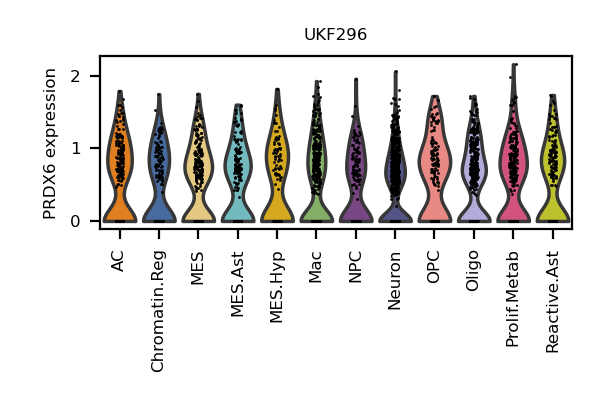 UKF296
PRDX6 expression
2
1
0
AC
Chromatin.Reg
MES
MES.Ast
MES.Hyp
Mac
NPC
Neuron
OPC
Oligo
Prolif.Metab
Reactive.Ast